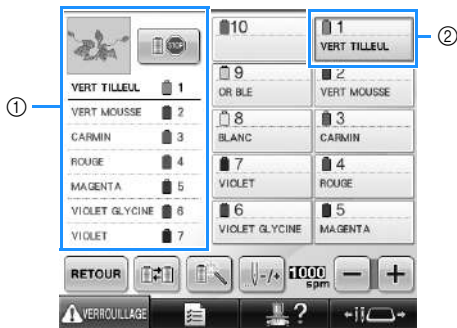 STOP
VERT TILLEUL 1
VERT MOUSSE 2
CARMIN 3
ROUGE 4
MAGENTA 5
VIOLET GLYCINE 6
VIOLET 7
①
10
1
VERT TILLEUL
②
9
OR BLE
2
VERT MOUSSE
8
BLANC
3
CARMIN
7
VIOLET
4
ROUGE
6
VIOLET GLYCINE
5
MAGENTA
RETOUR
-/+
1000
spm
-
+
VERROUILLAGE
?